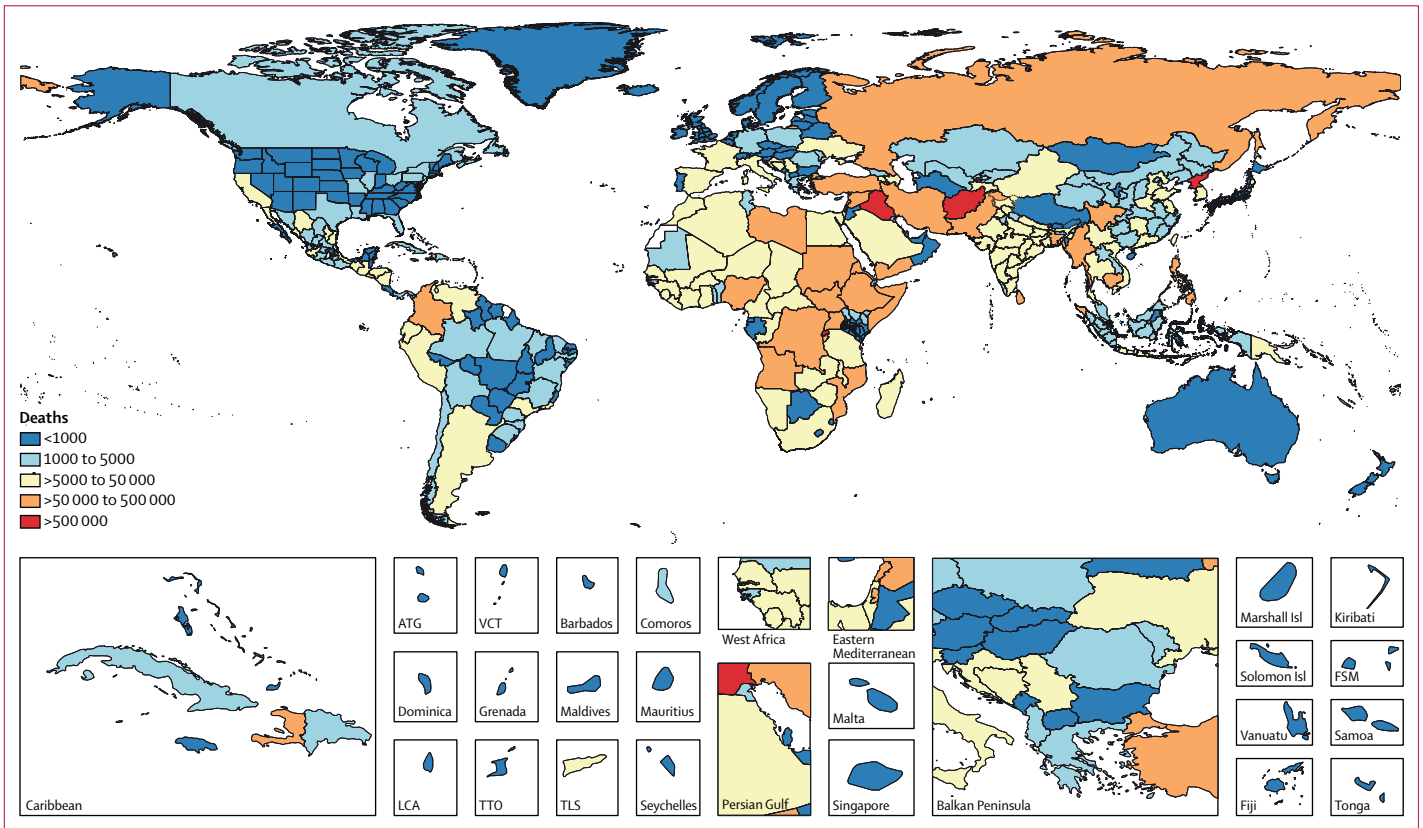 Deaths
<1000
1000 to 5000
>5000 to 50 000
>50 000 to 500 000
>500 000
Caribbean
ATG
VCT
Barbados
Comoros
Dominica
Grenada
Maldives
Mauritius
LCA
TTO
TLS
Seychelles
West Africa
Eastern
Mediterranean
Persian Gulf
Malta
Singapore
Balkan Peninsula
Marshall Isl
Kiribati
Solomon Isl
FSM
Vanuatu
Samoa
Fiji
Tonga